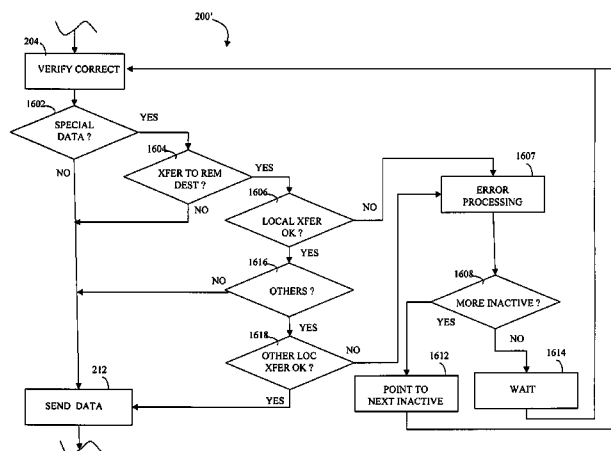 200'
204
VERIFY CORRECT
1602
SPECIAL
DATA ?
YES
NO
1604
XFER TO REM
DEST ?
YES
NO
1606
LOCAL XFER
OK ?
NO
YES
1607
ERROR
PROCESSING
1616
OTHERS ?
NO
YES
1608
MORE INACTIVE ?
YES
NO
1618
OTHER LOC
XFER OK ?
NO
YES
1612
POINT TO
NEXT INACTIVE
1614
WAIT
212
SEND DATA